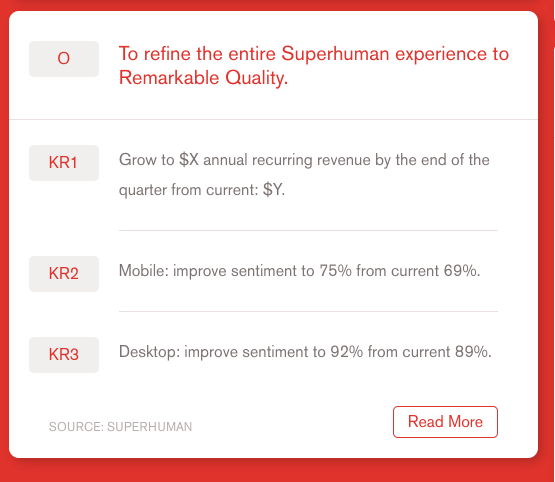 O
To refine the entire Superhuman experience to
Remarkable Quality.
KR1
Grow to $X annual recurring revenue by the end of the
quarter from current: $Y.
KR2
Mobile: improve sentiment to 75% from current 69%.
KR3
Desktop: improve sentiment to 92% from current 89%.
SOURCE: SUPERHUMAN
Read More